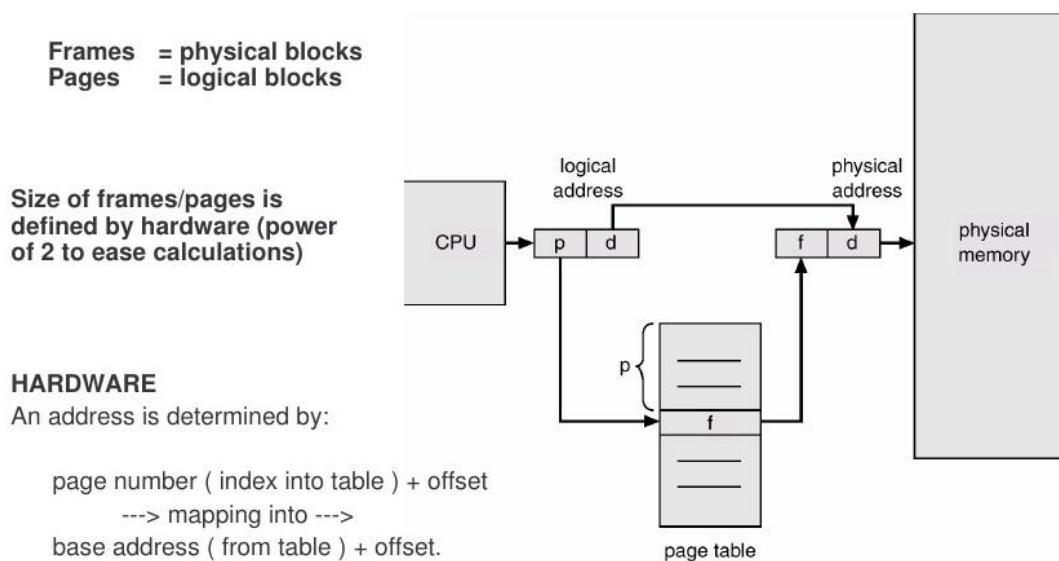 Frames = physical blocks
Pages = logical blocks
Size of frames/pages is
defined by hardware (power
of 2 to ease calculations)
HARDWARE
An address is determined by:
page number ( index into table ) + offset
---> mapping into --->
base address ( from table ) + offset.
logical
address
physical
address
CPU
p
d
f
d
physical
memory
p
f
page table